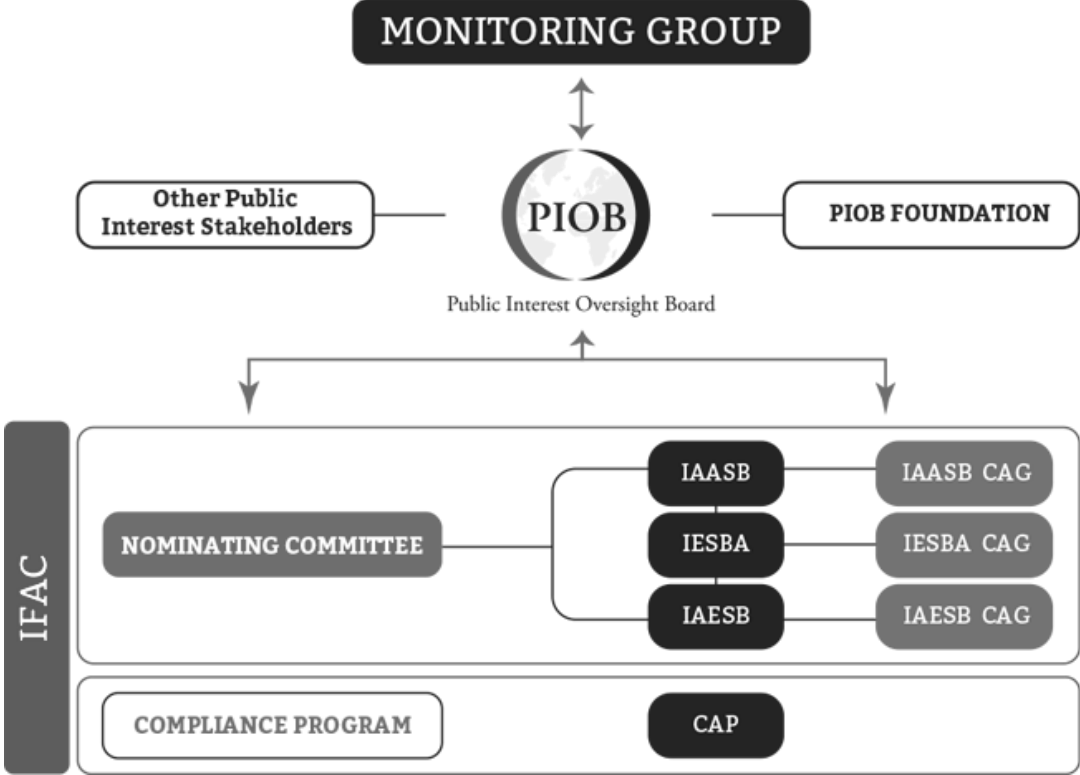 MONITORING GROUP
Other Public
Interest Stakeholders
PIOB
PIOB FOUNDATION
Public Interest Oversight Board
IFAC
NOMINATING COMMITTEE
IAASB
IAASB CAG
IESBA
IESBA CAG
IAESB
IAESB CAG
COMPLIANCE PROGRAM
CAP